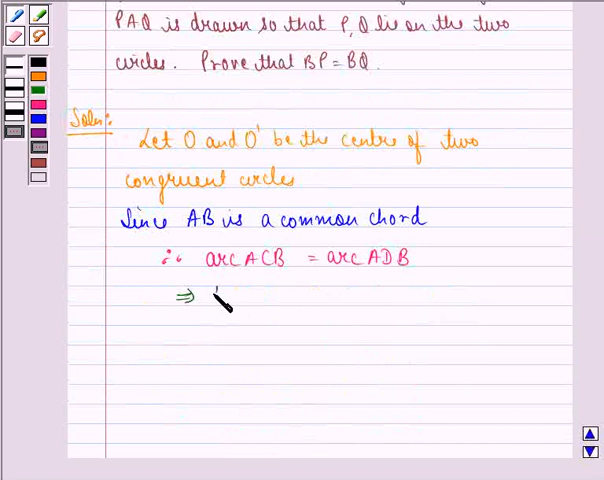 PAQ is drawn so that P, Q lie on the two
circles. Prove that BP = BQ.
Soln:
Let O and O' be the centre of two
congruent circles
Since AB is a common chord
∴ arc ACB = arc ADB
⇒